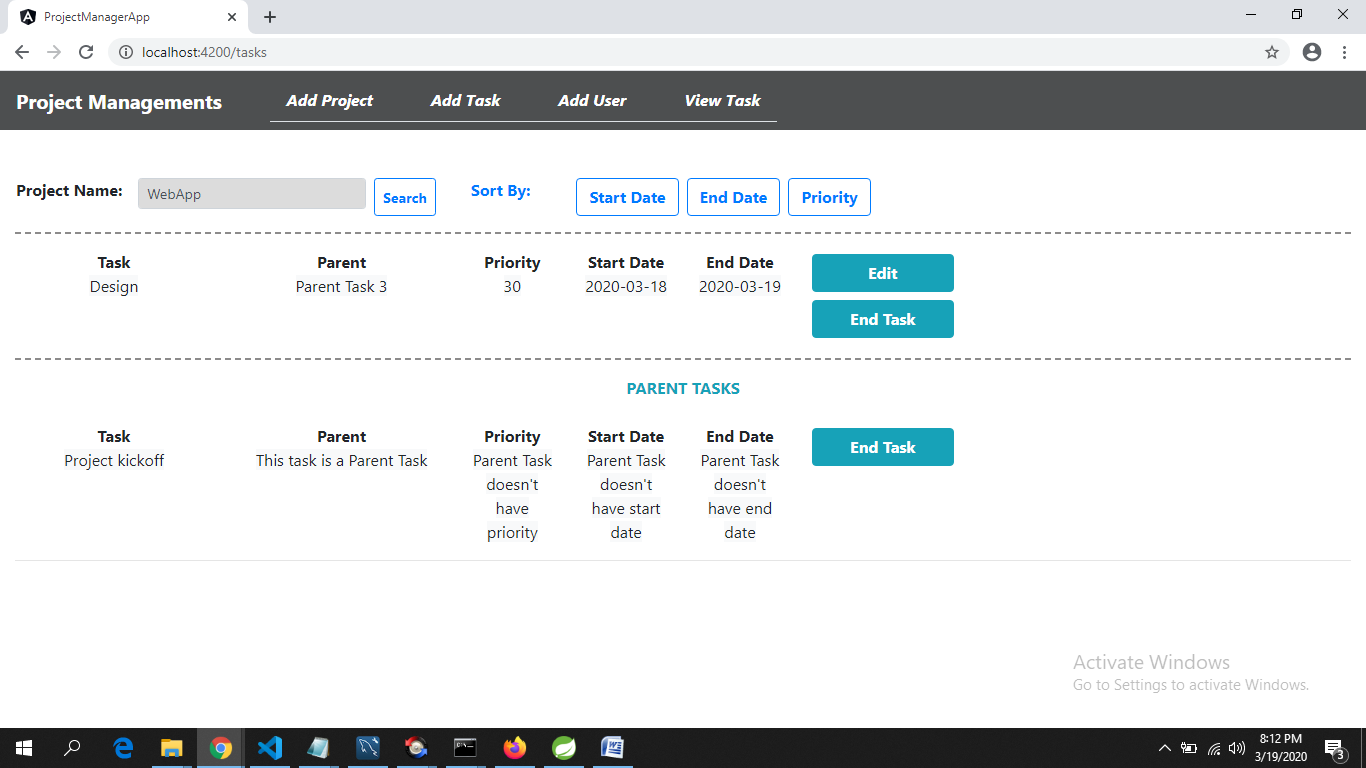 ProjectManagerApp
localhost:4200/tasks
Project Managements Add Project Add Task Add User View Task
Project Name: WebApp Search Sort By: Start Date End Date Priority
Task Parent Priority Start Date End Date Edit
Design Parent Task 3 30 2020-03-18 2020-03-19
End Task
PARENT TASKS
Task Parent Priority Start Date End Date End Task
Project kickoff This task is a Parent Task Parent Task Parent Task Parent Task
doesn't doesn't doesn't
have have start have end
priority date date
Activate Windows
Go to Settings to activate Windows.
8:12 PM
3/19/2020
3